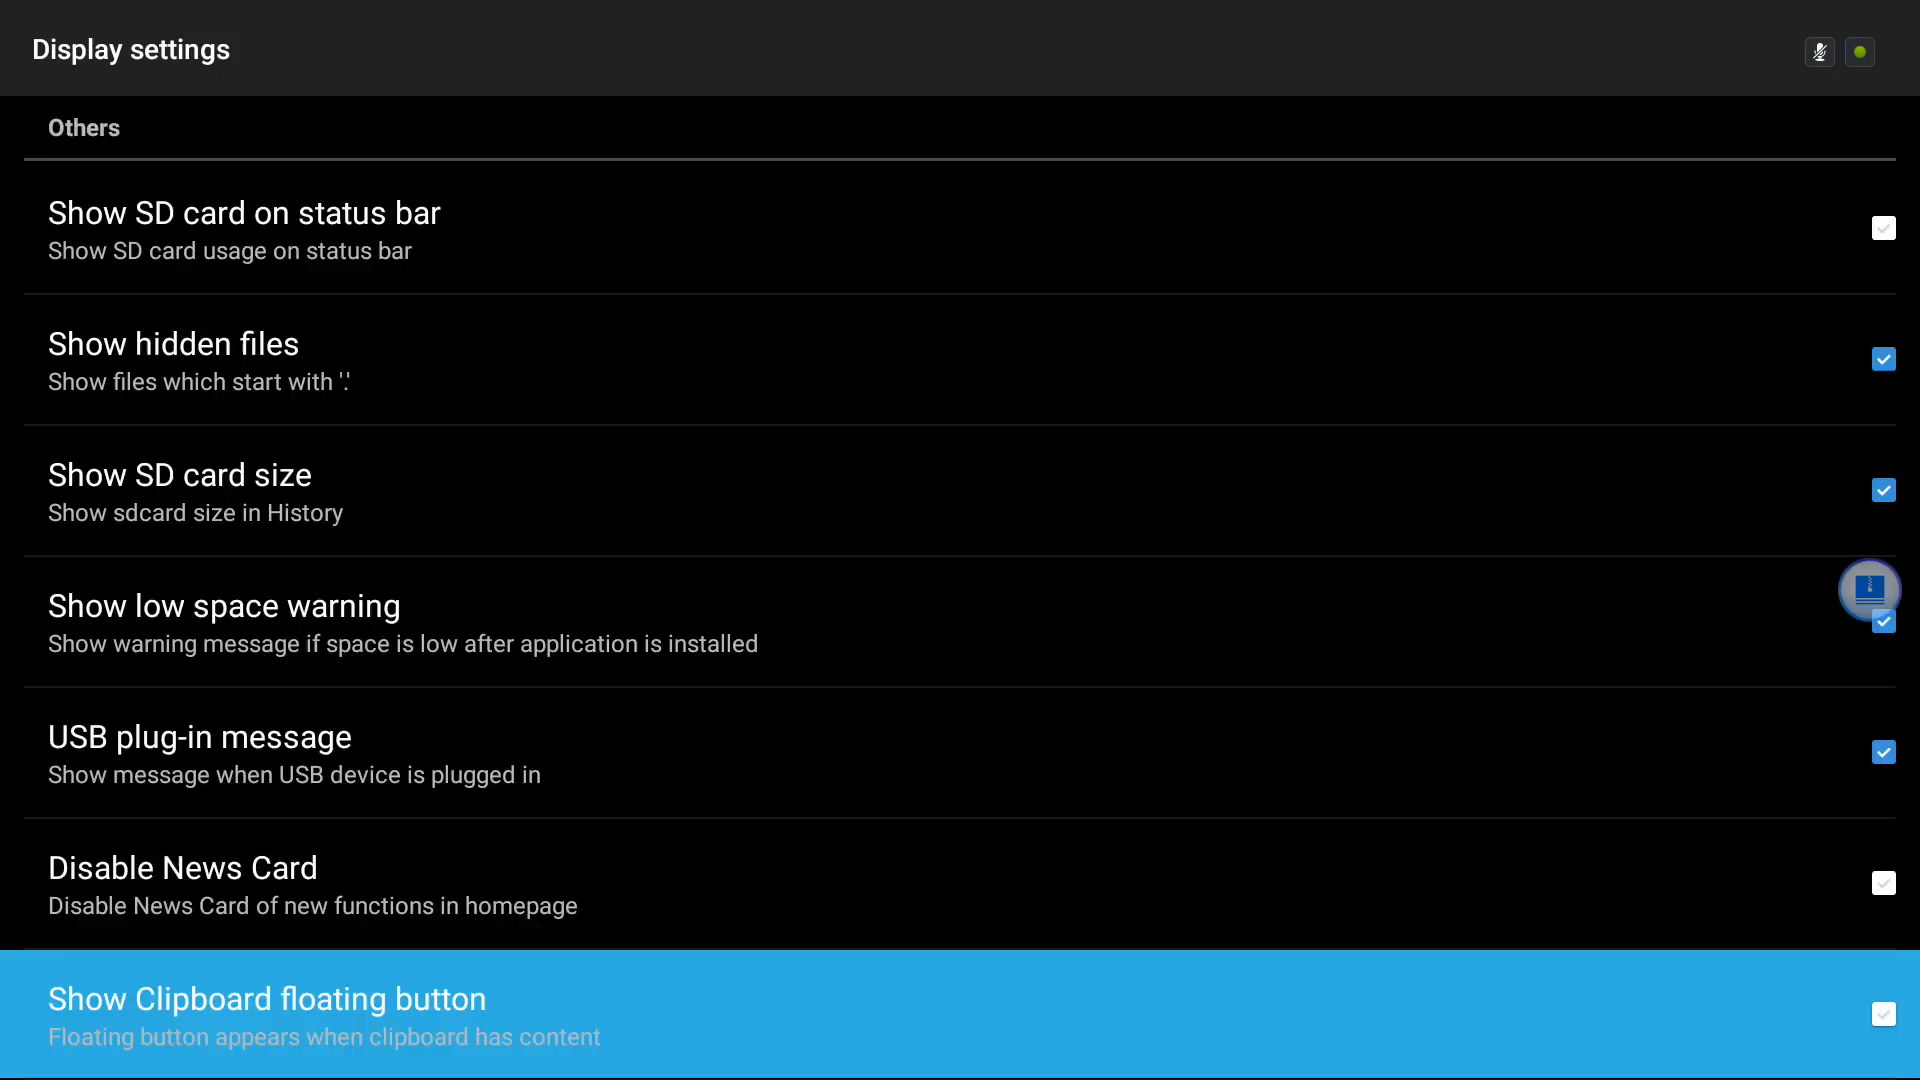 Display settings
Others
Show SD card on status bar
Show SD card usage on status bar
Show hidden files
Show files which start with '.'
Show SD card size
Show sdcard size in History
Show low space warning
Show warning message if space is low after application is installed
USB plug-in message
Show message when USB device is plugged in
Disable News Card
Disable News Card of new functions in homepage
Show Clipboard floating button
Floating button appears when clipboard has content